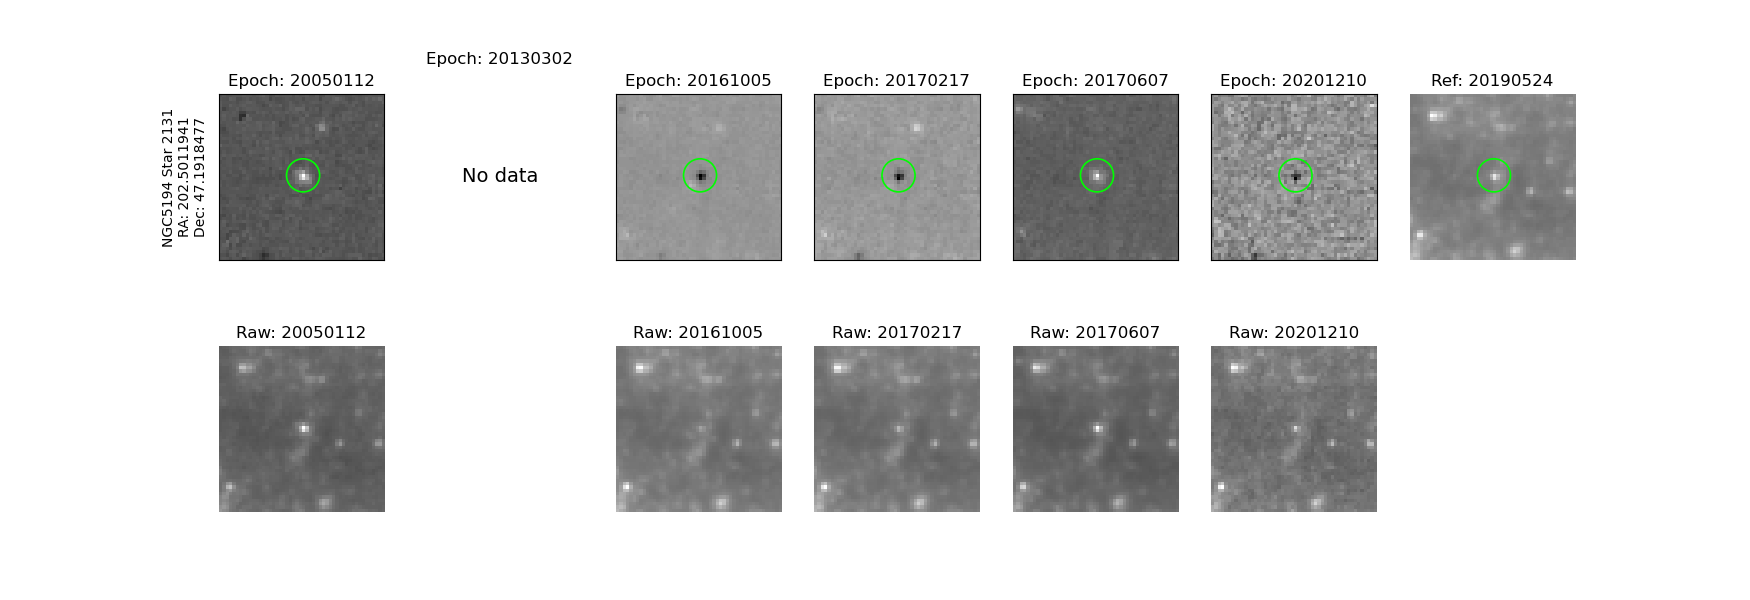 Epoch: 20130302
Epoch: 20050112
Epoch: 20161005
Epoch: 20170217
Epoch: 20170607
Epoch: 20201210
Ref: 20190524
NGC5194 Star 2131
RA: 202.5011941
Dec: 47.1918477
No data
Raw: 20050112
Raw: 20161005
Raw: 20170217
Raw: 20170607
Raw: 20201210